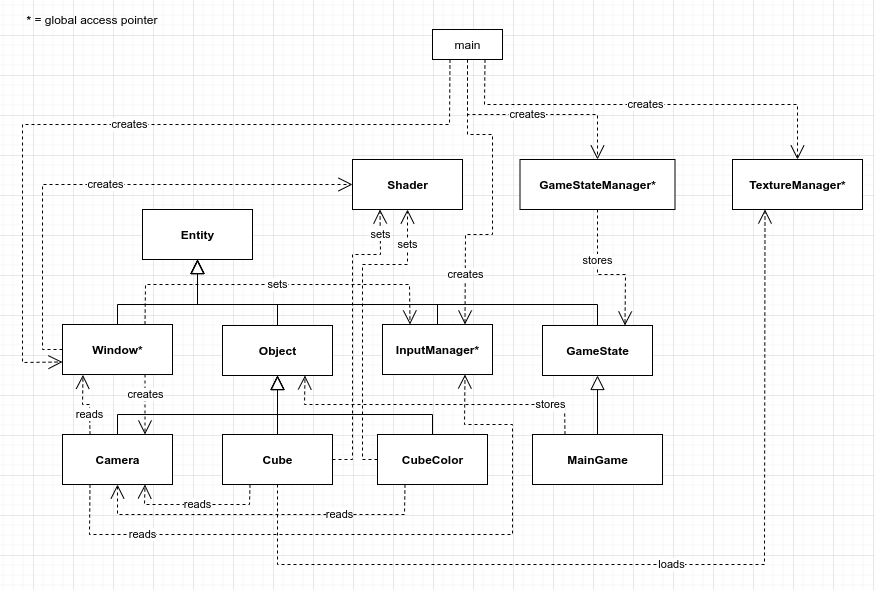 * = global access pointer
main
creates
creates
creates
Shader
GameStateManager*
TextureManager*
creates
Entity
sets
sets
stores
creates
sets
Window*
Object
InputManager*
GameState
creates
stores
reads
Camera
Cube
CubeColor
MainGame
reads
reads
reads
loads